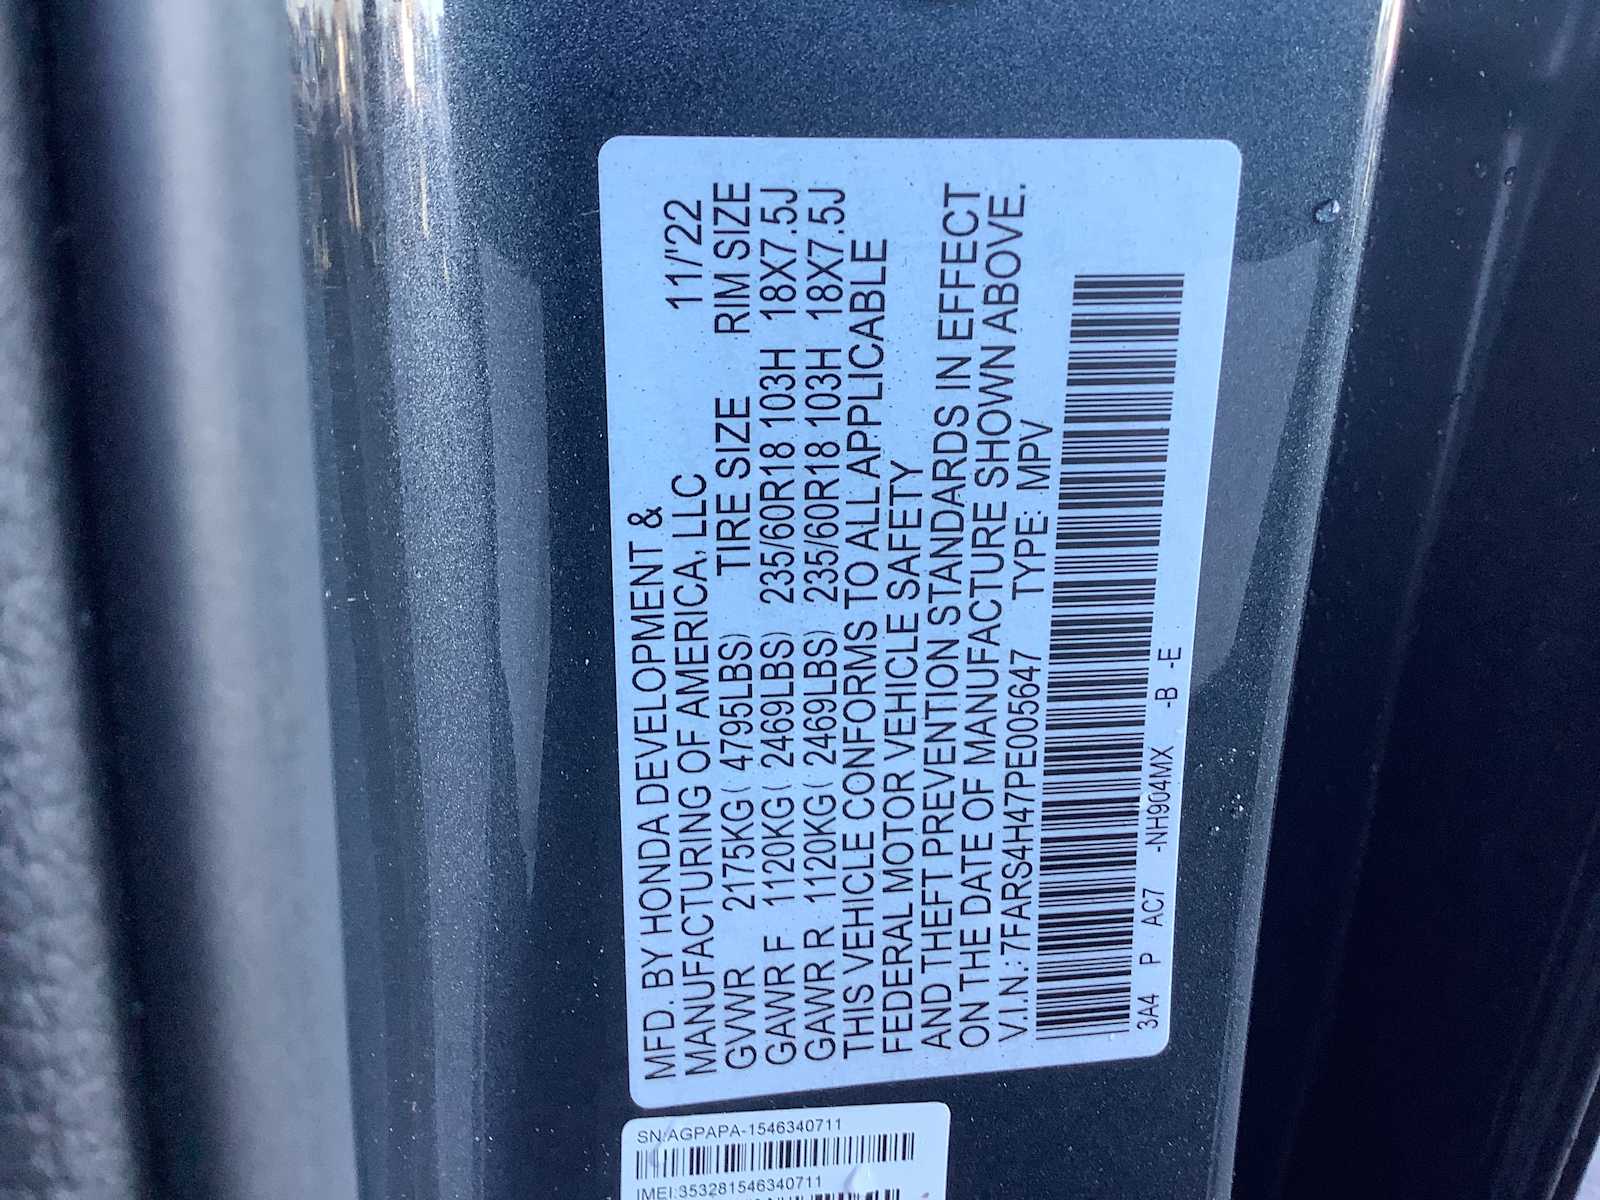 MFD. BY HONDA DEVELOPMENT &
MANUFACTURING OF AMERICA, LLC 11/'22
GVWR 2175KG( 4795LBS) TIRE SIZE RIM SIZE
GAWR F 1120KG( 2469LBS) 235/60R18 103H 18X7.5J
GAWR R 1120KG( 2469LBS) 235/60R18 103H 18X7.5J
THIS VEHICLE CONFORMS TO ALL APPLICABLE
FEDERAL MOTOR VEHICLE SAFETY
AND THEFT PREVENTION STANDARDS IN EFFECT
ON THE DATE OF MANUFACTURE SHOWN ABOVE.
V.I.N.:7FARS4H47PE005647 TYPE: MPV
3A4 P AC7 -NH904MX -B -E
SN:AGPAPA-1546340711
IMEI:353281546340711